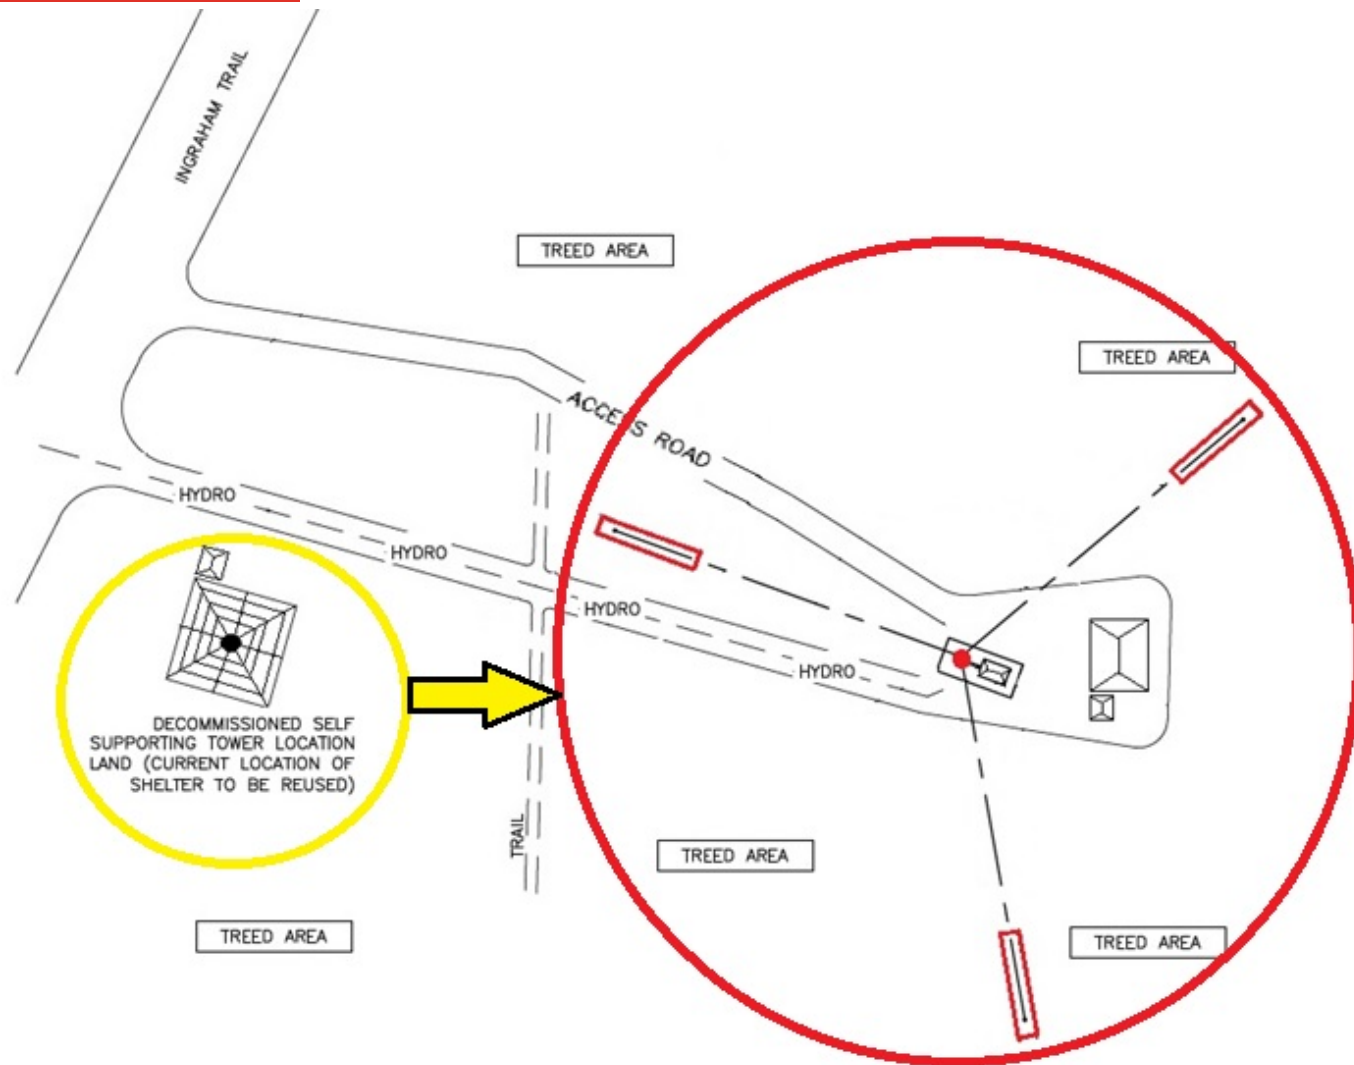 INGRAHAM TRAIL
TREED AREA
TREED AREA
ACCESS ROAD
HYDRO
HYDRO
HYDRO
HYDRO
DECOMMISSIONED SELF
SUPPORTING TOWER LOCATION
LAND (CURRENT LOCATION OF
SHELTER TO BE REUSED)
TRAIL
TREED AREA
TREED AREA
TREED AREA